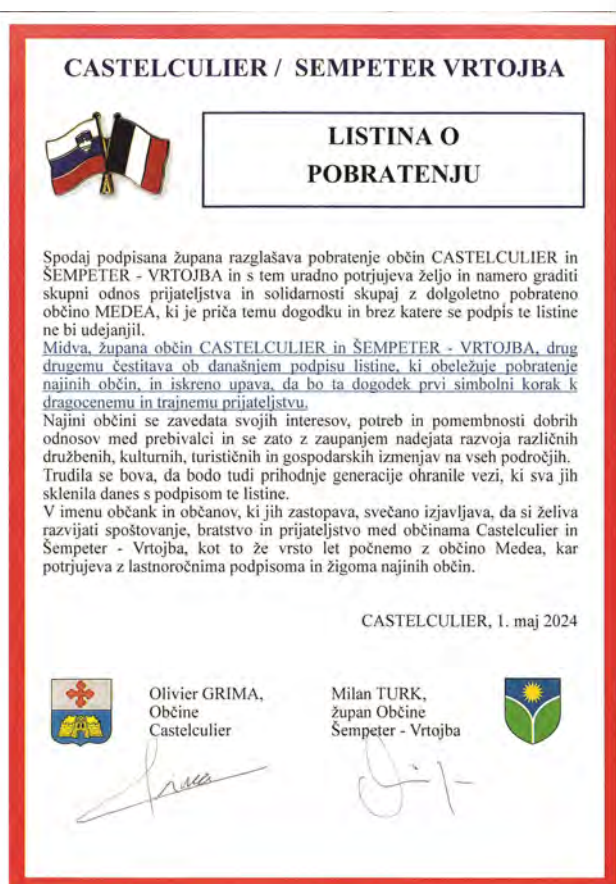 CASTELCULIER / SEMPETER VRTOJBA
LISTINA O
POBRATENJU
Spodaj podpisana župana razglašava pobratenje občin CASTELCULIER in
ŠEMPETER - VRTOJBA in s tem uradno potrjujeva željo in namero graditi
skupni odnos prijateljstva in solidarnosti skupaj z dolgoletno pobrateno
občino MEDEA, ki je priča temu dogodku in brez katere se podpis te listine
ne bi udejanjil.
Midva, župana občin CASTELCULIER in ŠEMPETER - VRTOJBA, drug
drugemu čestitava ob današnjem podpisu listine, ki obeležuje pobratenje
najinih občin, in iskreno upava, da bo ta dogodek prvi simbolni korak k
dragocenemu in trajnemu prijateljstvu.
Najini občini se zavedata svojih interesov, potreb in pomembnosti dobrih
odnosov med prebivalci in se zato z zaupanjem nadejata razvoja različnih
družbenih, kulturnih, turističnih in gospodarskih izmenjav na vseh področjih.
Trudila se bova, da bodo tudi prihodnje generacije ohranile vezi, ki sva jih
sklenila danes s podpisom te listine.
V imenu občank in občanov, ki jih zastopava, svečano izjavljava, da si želiva
razvijati spoštovanje, bratstvo in prijateljstvo med občinama Castelculier in
Šempeter - Vrtojba, kot to že vrsto let počnemo z občino Medea, kar
potrjujeva z lastnoročnima podpisoma in žigoma najinih občin.
CASTELCULIER, 1. maj 2024
Olivier GRIMA,
Občine
Castelculier
Milan TURK,
župan Občine
Šempeter - Vrtojba